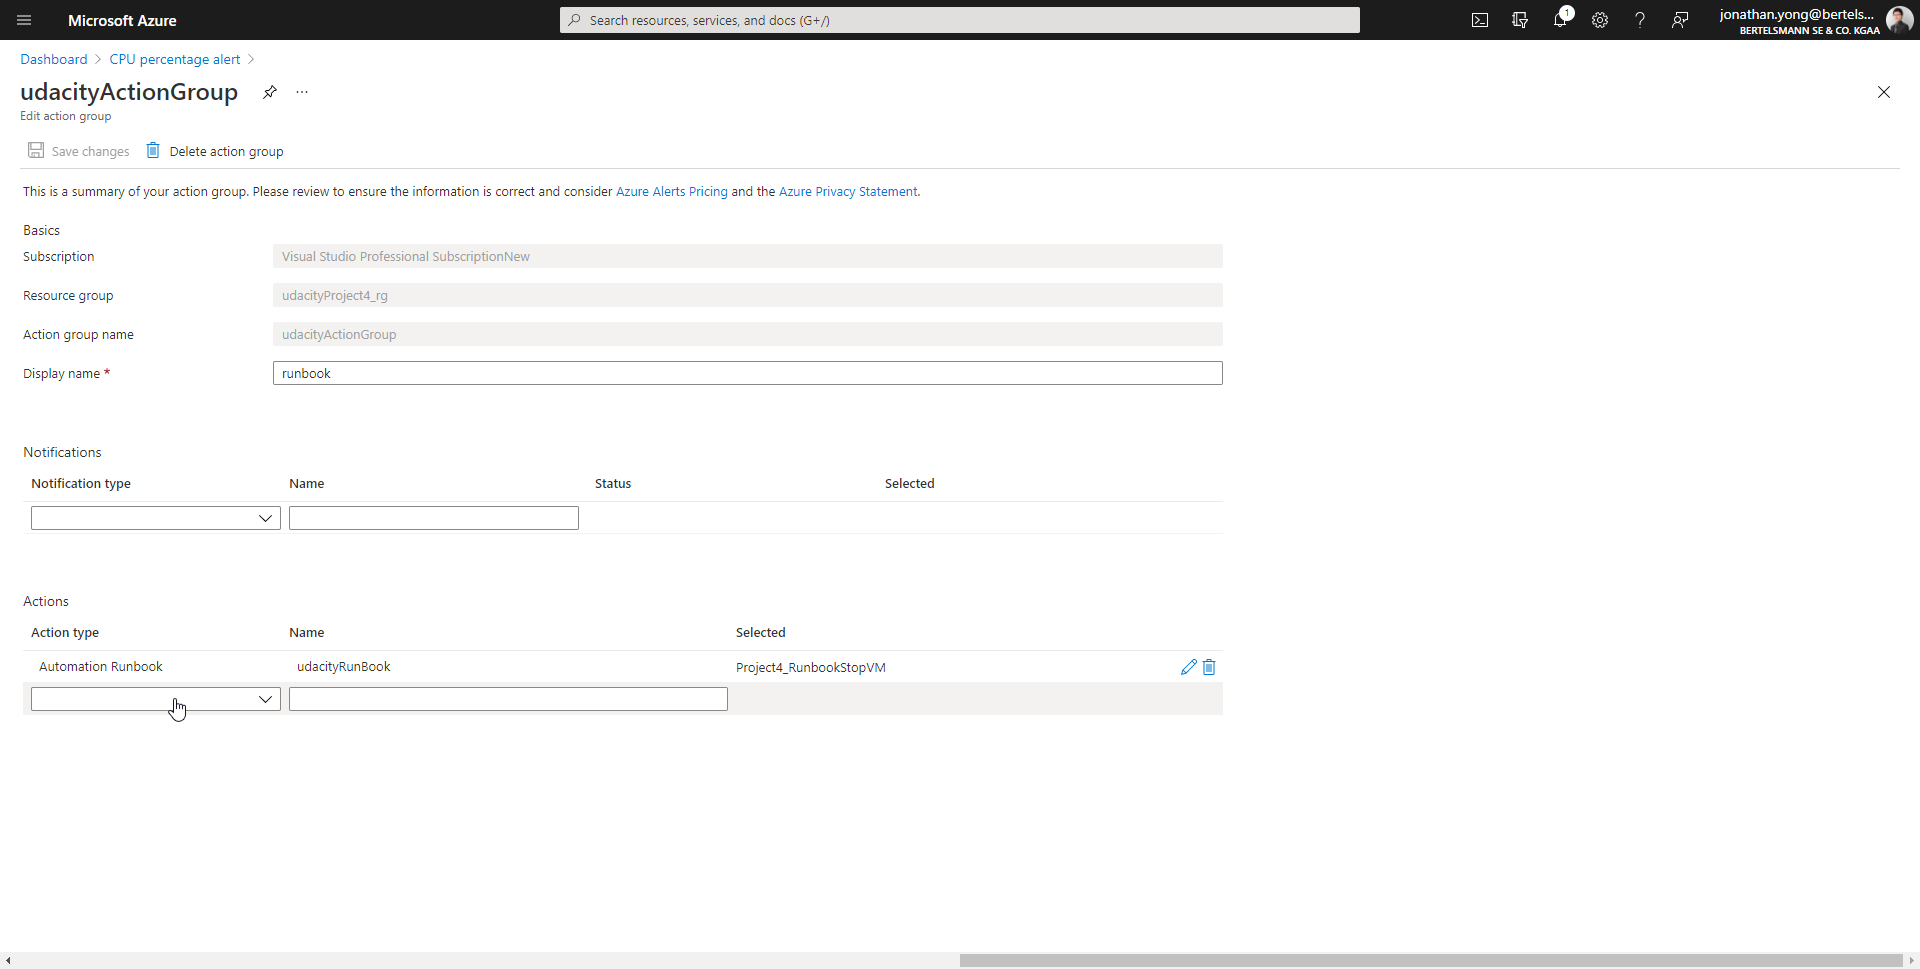 Microsoft Azure
Search resources, services, and docs (G+/)
1
jonathan.yong@bertels...
BERTELSMANN SE & CO. KGAA
Dashboard > CPU percentage alert >
udacityActionGroup ...
Edit action group
Save changes Delete action group
This is a summary of your action group. Please review to ensure the information is correct and consider Azure Alerts Pricing and the Azure Privacy Statement.
Basics
Subscription Visual Studio Professional SubscriptionNew
Resource group udacityProject4_rg
Action group name udacityActionGroup
Display name * runbook
Notifications
Notification type Name Status Selected
Actions
Action type Name Selected
Automation Runbook udacityRunBook Project4_RunbookStopVM